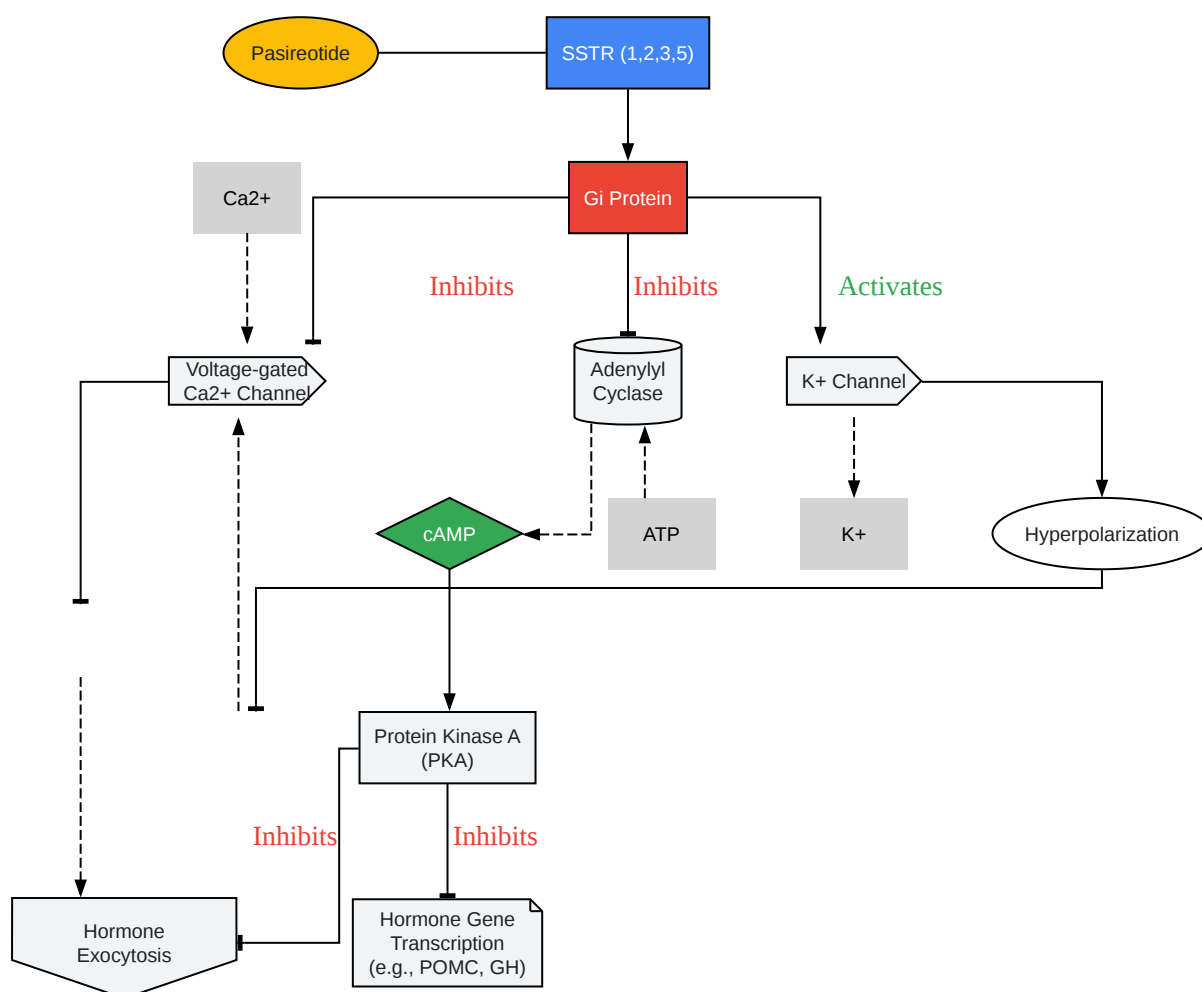 Pasireotide
SSTR (1,2,3,5)
Ca2+
Gi Protein
Inhibits
Inhibits
Activates
Voltage-gated
Ca2+ Channel
Adenylyl
Cyclase
K+ Channel
cAMP
ATP
K+
Hyperpolarization
Protein Kinase A
(PKA)
Inhibits
Inhibits
Hormone
Exocytosis
Hormone Gene
Transcription
(e.g., POMC, GH)